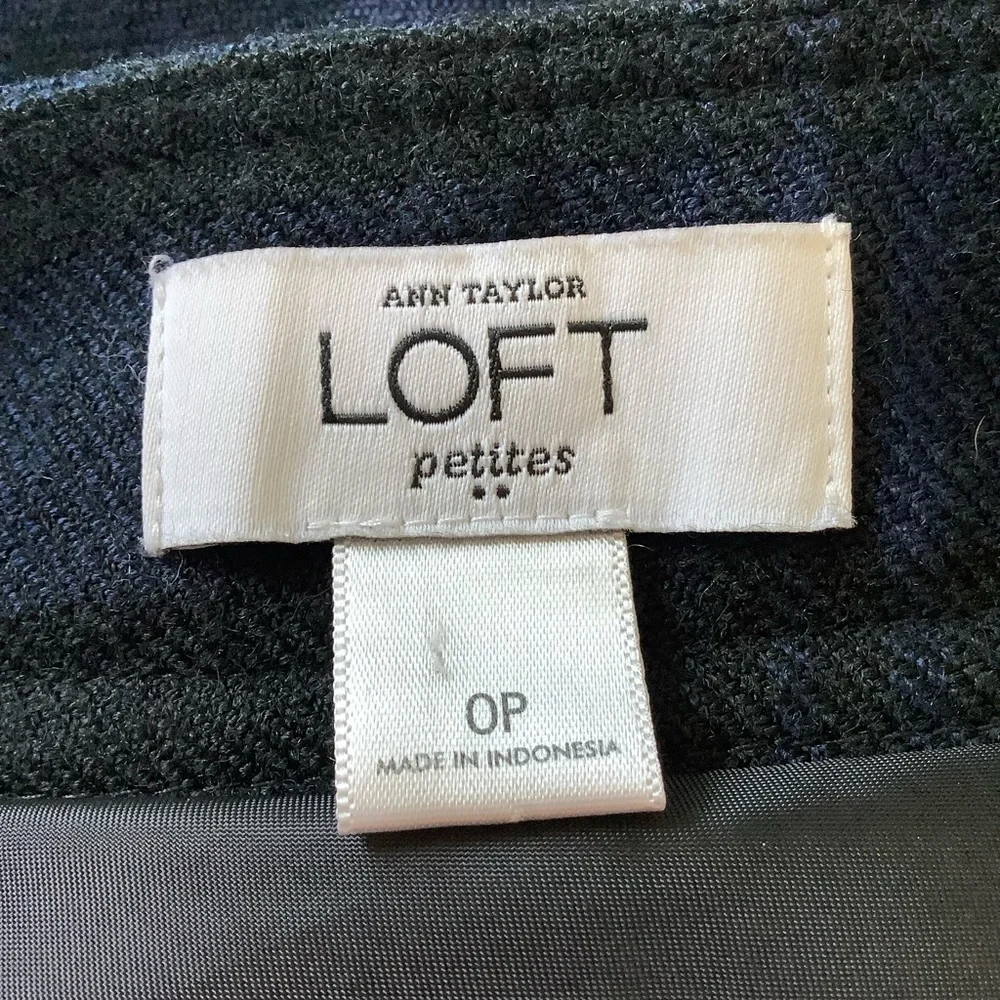 ANN TAYLOR
LOFT
petites
0P
MADE IN INDONESIA